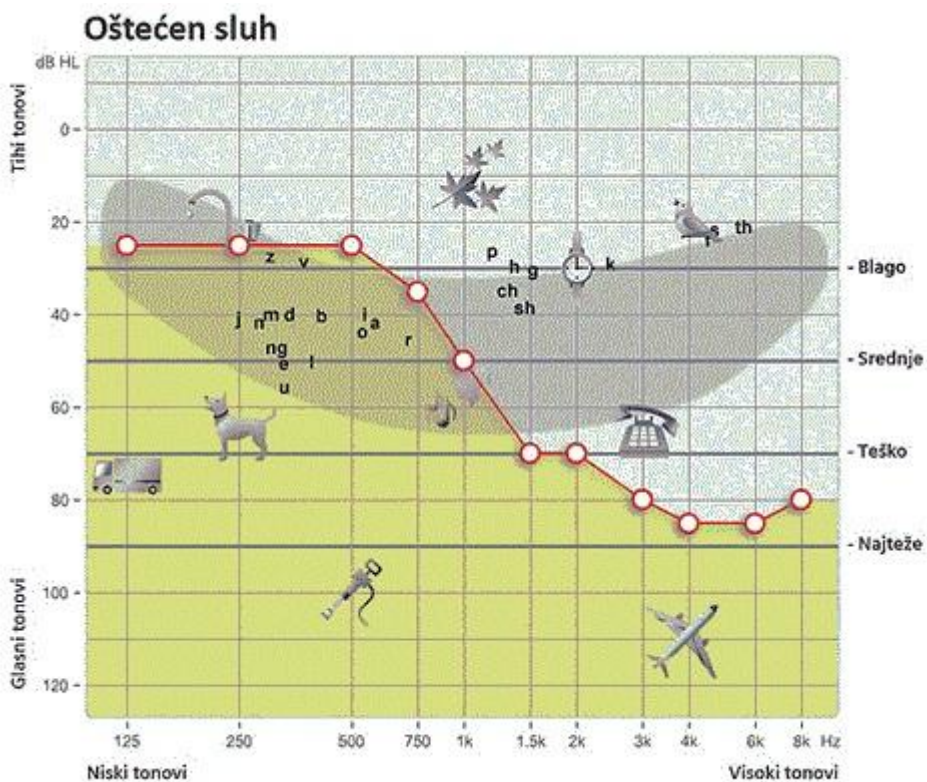 Oštećen sluh
dB HL
Tihi tonovi
0
20
th
s
f
p
z
v
h
g
k
- Blago
ch
sh
40
j
n
m
d
b
i
a
o
r
ng
e
l
- Srednje
u
60
- Teško
80
- Najteže
100
Glasni tonovi
120
125 250 500 750 1k 1.5k 2k 3k 4k 6k 8k Hz
Niski tonovi Visoki tonovi